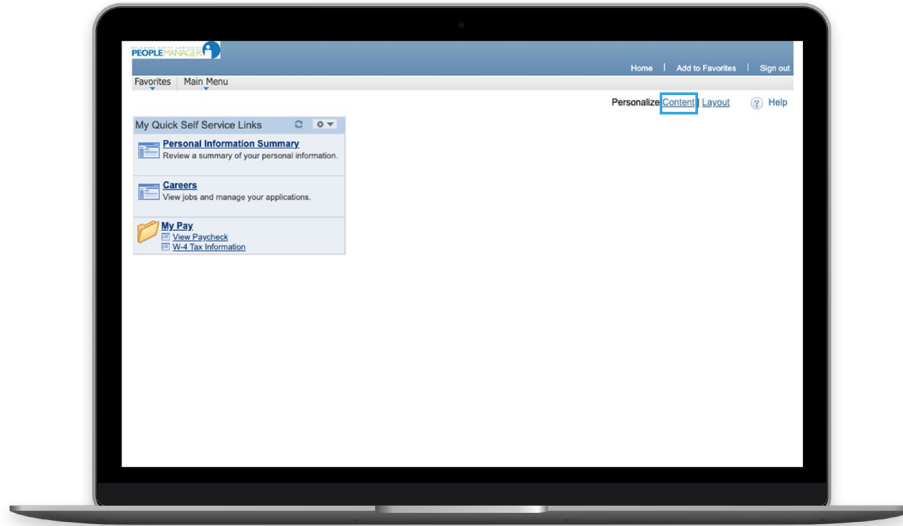 PEOPLEMANAGER
Home | Add to Favorites | Sign out
Favorites Main Menu
Personalize Content | Layout ? Help
My Quick Self Service Links
Personal Information Summary
Review a summary of your personal information.
Careers
View jobs and manage your applications.
My Pay
View Paycheck
W-4 Tax Information